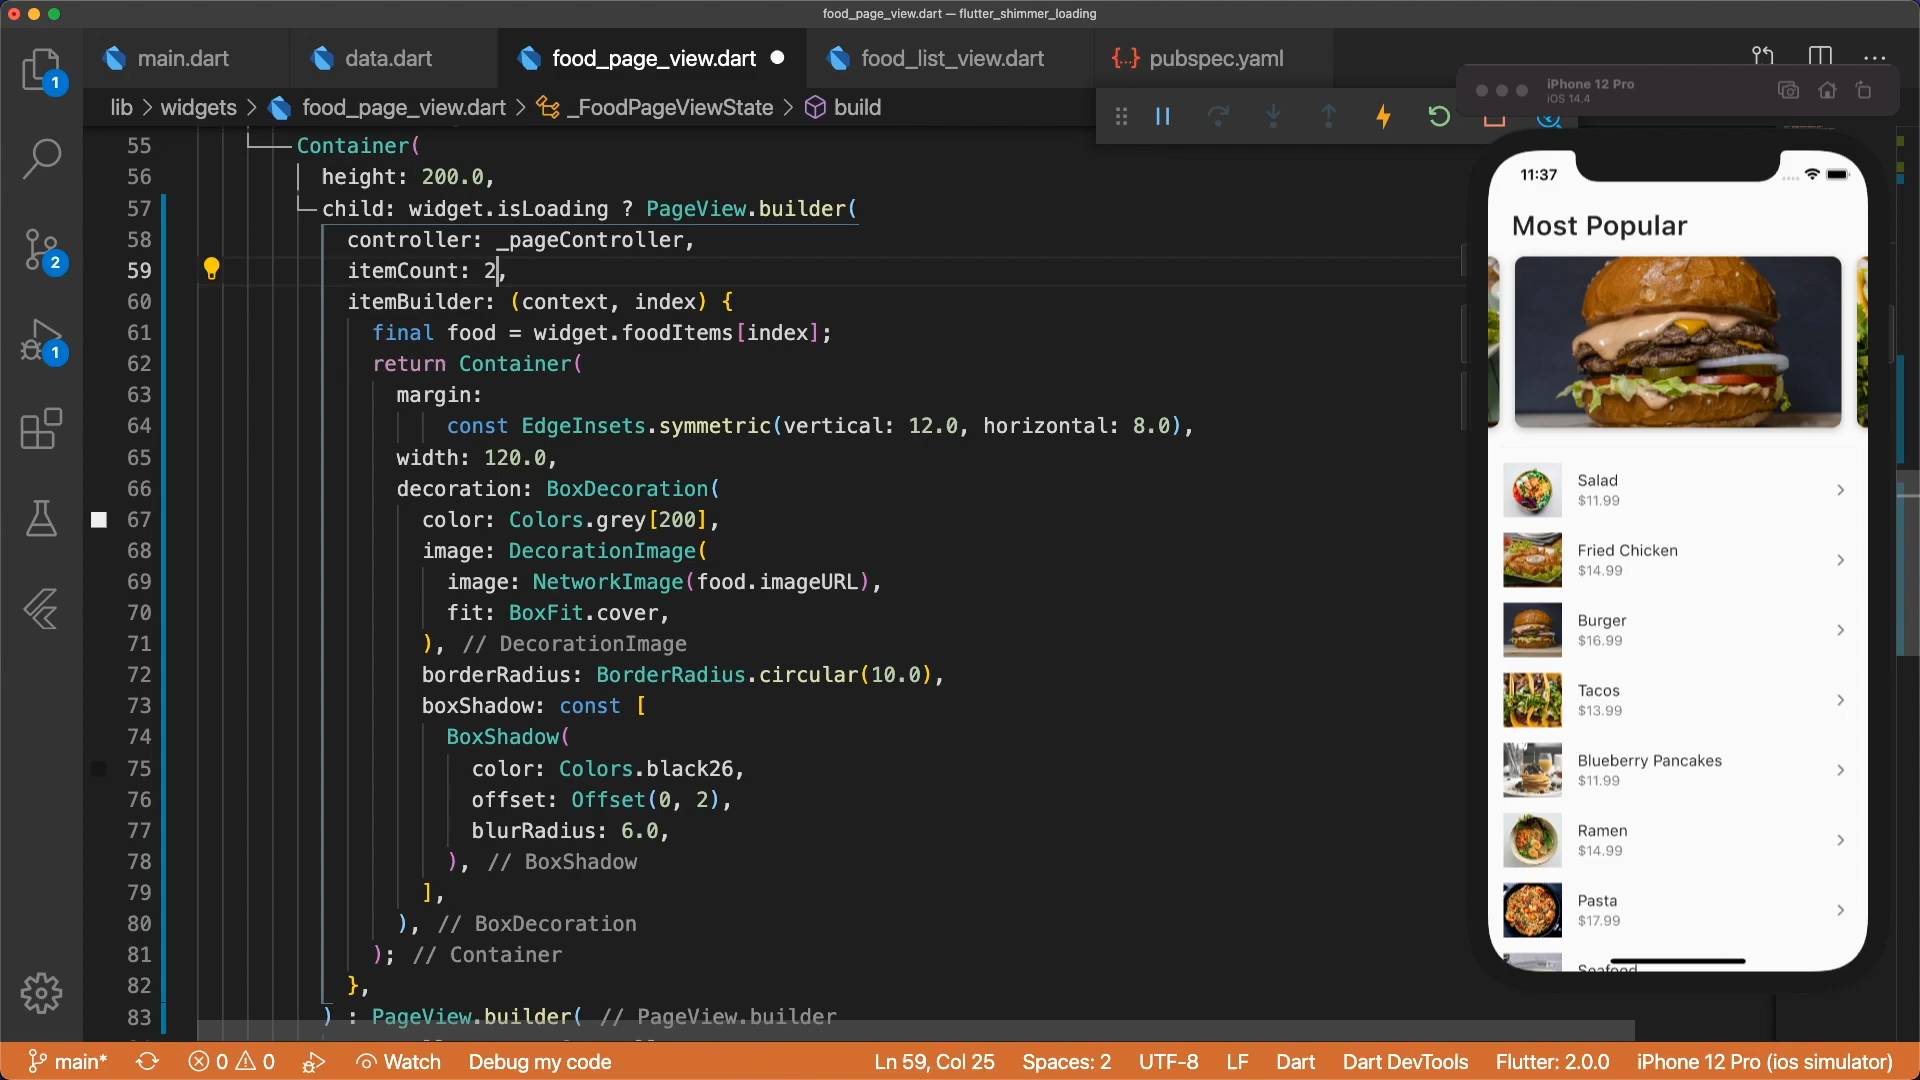 food_page_view.dart — flutter_shimmer_loading
main.dart
data.dart
food_page_view.dart
food_list_view.dart
{..} pubspec.yaml
lib > widgets > food_page_view.dart > _FoodPageViewState > build
iPhone 12 Pro
iOS 14.4
1
2
1
55 Container(
56 height: 200.0,
57 child: widget.isLoading ? PageView.builder(
58 controller: _pageController,
59 itemCount: 2,
60 itemBuilder: (context, index) {
61 final food = widget.foodItems[index];
62 return Container(
63 margin:
64 const EdgeInsets.symmetric(vertical: 12.0, horizontal: 8.0),
65 width: 120.0,
66 decoration: BoxDecoration(
67 color: Colors.grey[200],
68 image: DecorationImage(
69 image: NetworkImage(food.imageURL),
70 fit: BoxFit.cover,
71 ), // DecorationImage
72 borderRadius: BorderRadius.circular(10.0),
73 boxShadow: const [
74 BoxShadow(
75 color: Colors.black26,
76 offset: Offset(0, 2),
77 blurRadius: 6.0,
78 ), // BoxShadow
79 ],
80 ), // BoxDecoration
81 ); // Container
82 },
83 ) : PageView.builder( // PageView.builder
11:37
Most Popular
Salad
$11.99
Fried Chicken
$14.99
Burger
$16.99
Tacos
$13.99
Blueberry Pancakes
$11.99
Ramen
$14.99
Pasta
$17.99
Seafood
main* 0 0 Watch Debug my code Ln 59, Col 25 Spaces: 2 UTF-8 LF Dart Dart DevTools Flutter: 2.0.0 iPhone 12 Pro (ios simulator)